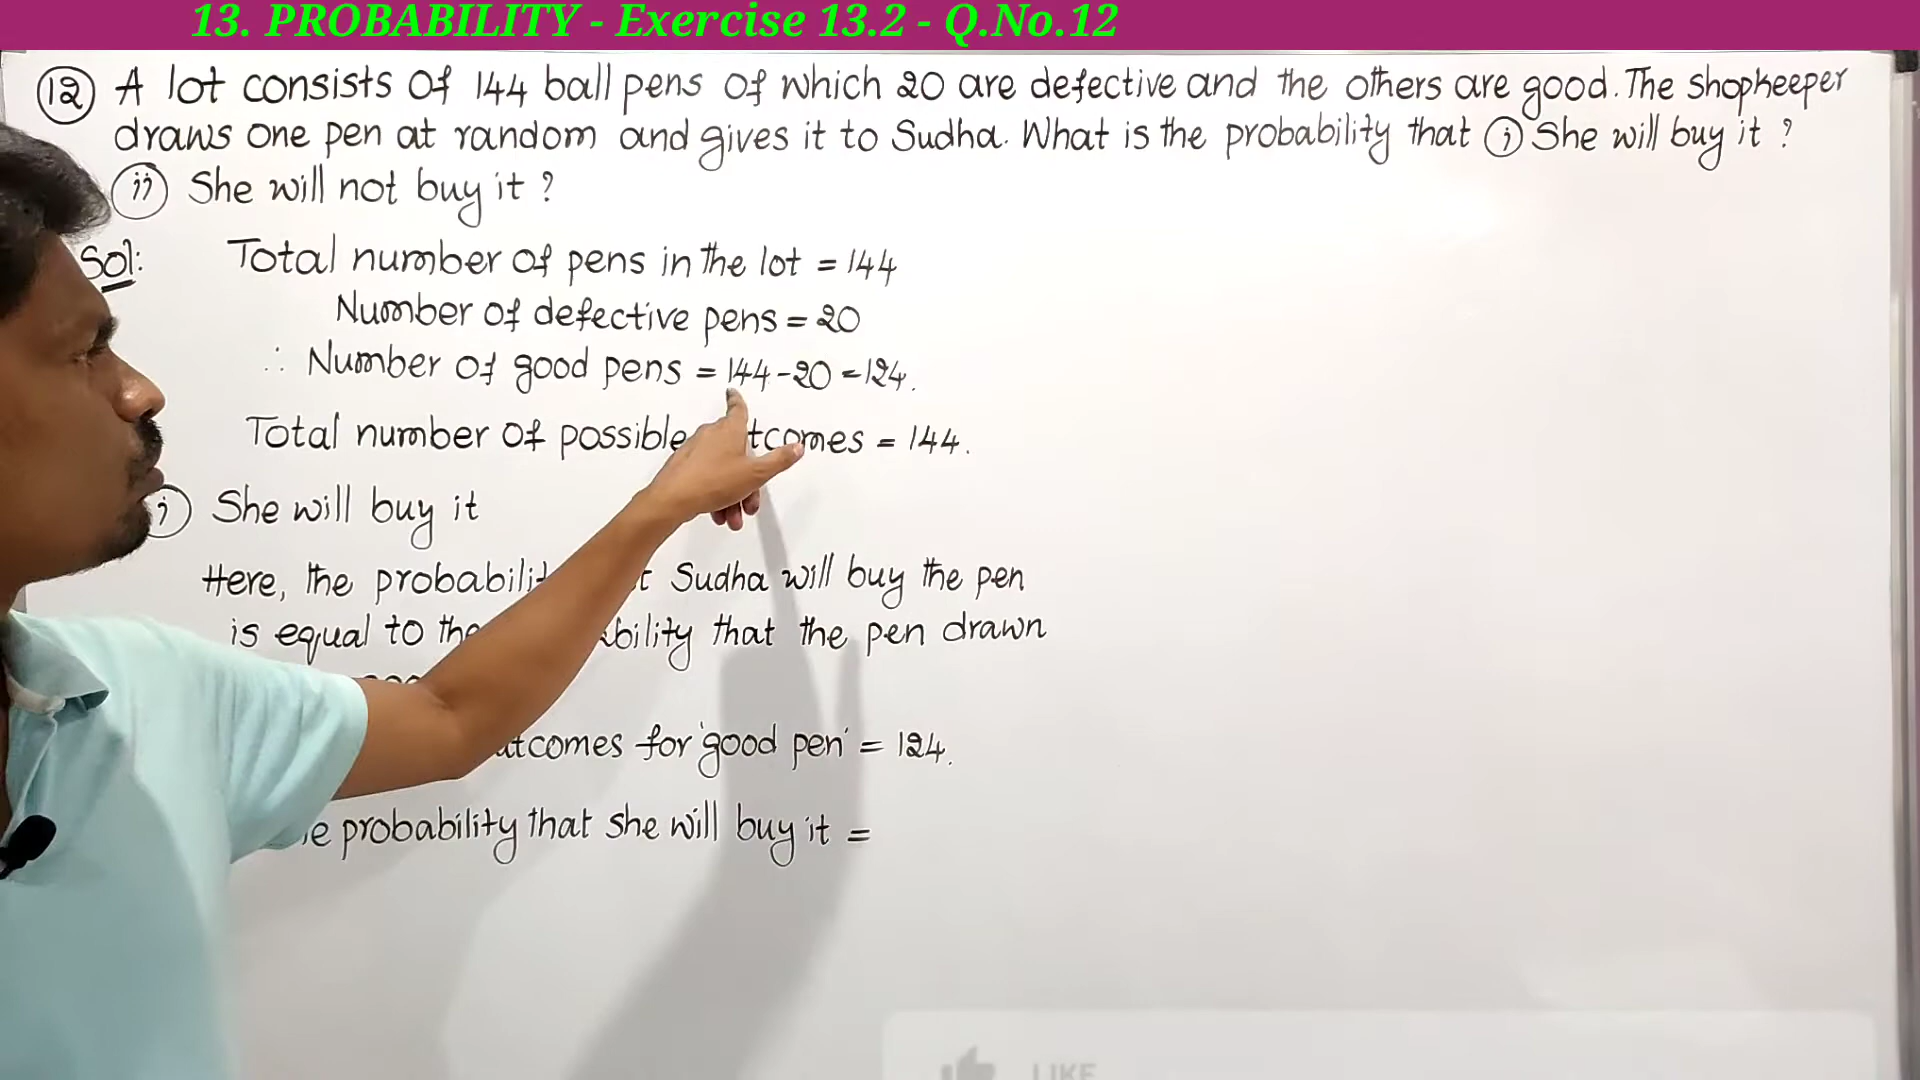 13. PROBABILITY - Exercise 13.2 - Q.No.12
12 A lot consists of 144 ball pens of which 20 are defective and the others are good. The Shopkeeper
draws one pen at random and gives it to Sudha. What is the probability that (i) She will buy it ?
(ii) She will not buy it ?
Sol: Total number of pens in the lot = 144
Number of defective pens = 20
∴ Number of good pens = 144 - 20 = 124.
Total number of possible tcomes = 144.
i) She will buy it
Here, the probabili Sudha will buy the pen
is equal to the bility that the pen drawn
tcomes for 'good pen' = 124.
e probability that she will buy it =
LIKE